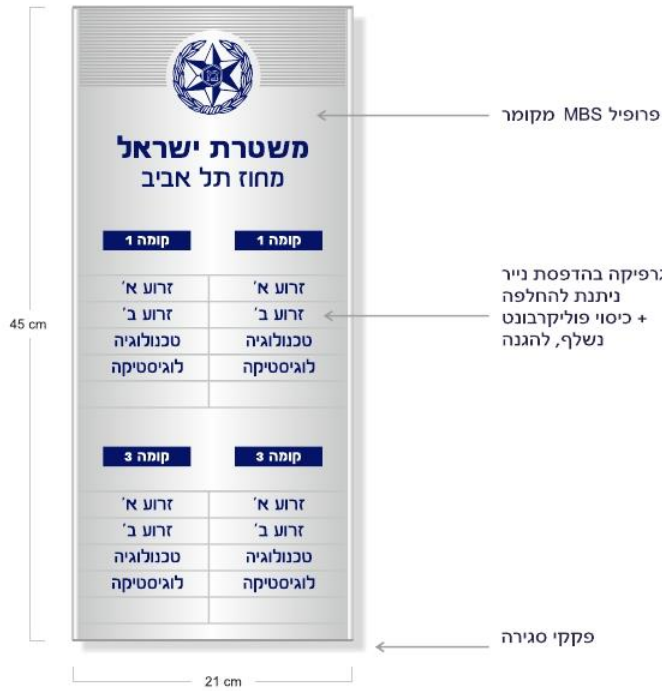 משטרת ישראל
מחוז תל אביב
קומה 1
קומה 1
זרוע א׳
זרוע א׳
זרוע ב׳
זרוע ב׳
טכנולוגיה
טכנולוגיה
לוגיסטיקה
לוגיסטיקה
קומה 3
קומה 3
זרוע א׳
זרוע א׳
זרוע ב׳
זרוע ב׳
טכנולוגיה
טכנולוגיה
לוגיסטיקה
לוגיסטיקה
פרופיל MBS מקומר
גרפיקה בהדפסת נייר
ניתנת להחלפה
+ כיסוי פוליקרבונט
נשלף, להגנה
פקקי סגירה
45 cm
21 cm